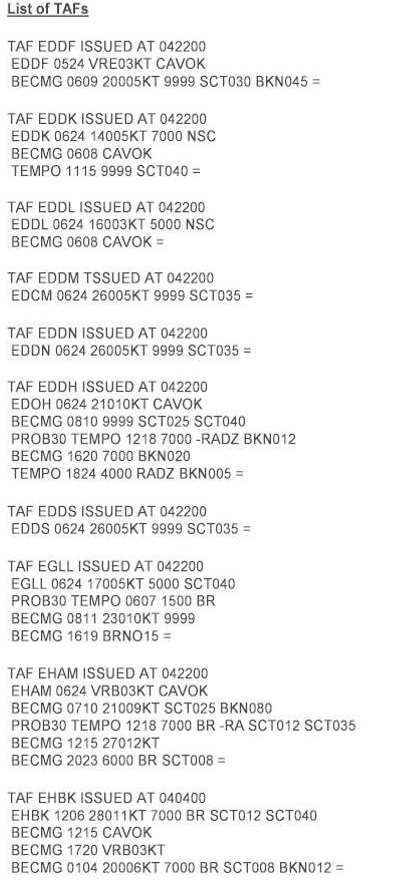 List of TAFs
TAF EDDF ISSUED AT 042200
EDDF 0524 VRE03KT CAVOK
BECMG 0609 20005KT 9999 SCT030 BKN045 =
TAF EDDK ISSUED AT 042200
EDDK 0624 14005KT 7000 NSC
BECMG 0608 CAVOK
TEMPO 1115 9999 SCT040 =
TAF EDDL ISSUED AT 042200
EDDL 0624 16003KT 5000 NSC
BECMG 0608 CAVOK =
TAF EDDM TSSUED AT 042200
EDCM 0624 26005KT 9999 SCT035 =
TAF EDDN ISSUED AT 042200
EDDN 0624 26005KT 9999 SCT035 =
TAF EDDH ISSUED AT 042200
EDOH 0624 21010KT CAVOK
BECMG 0810 9999 SCT025 SCT040
PROB30 TEMPO 1218 7000 -RADZ BKN012
BECMG 1620 7000 BKN020
TEMPO 1824 4000 RADZ BKN005 =
TAF EDDS ISSUED AT 042200
EDDS 0624 26005KT 9999 SCT035 =
TAF EGLL ISSUED AT 042200
EGLL 0624 17005KT 5000 SCT040
PROB30 TEMPO 0607 1500 BR
BECMG 0811 23010KT 9999
BECMG 1619 BRNO15 =
TAF EHAM ISSUED AT 042200
EHAM 0624 VRB03KT CAVOK
BECMG 0710 21009KT SCT025 BKN080
PROB30 TEMPO 1218 7000 BR -RA SCT012 SCT035
BECMG 1215 27012KT
BECMG 2023 6000 BR SCT008 =
TAF EHBK ISSUED AT 040400
EHBK 1206 28011KT 7000 BR SCT012 SCT040
BECMG 1215 CAVOK
BECMG 1720 VRB03KT
BECMG 0104 20006KT 7000 BR SCT008 BKN012 =